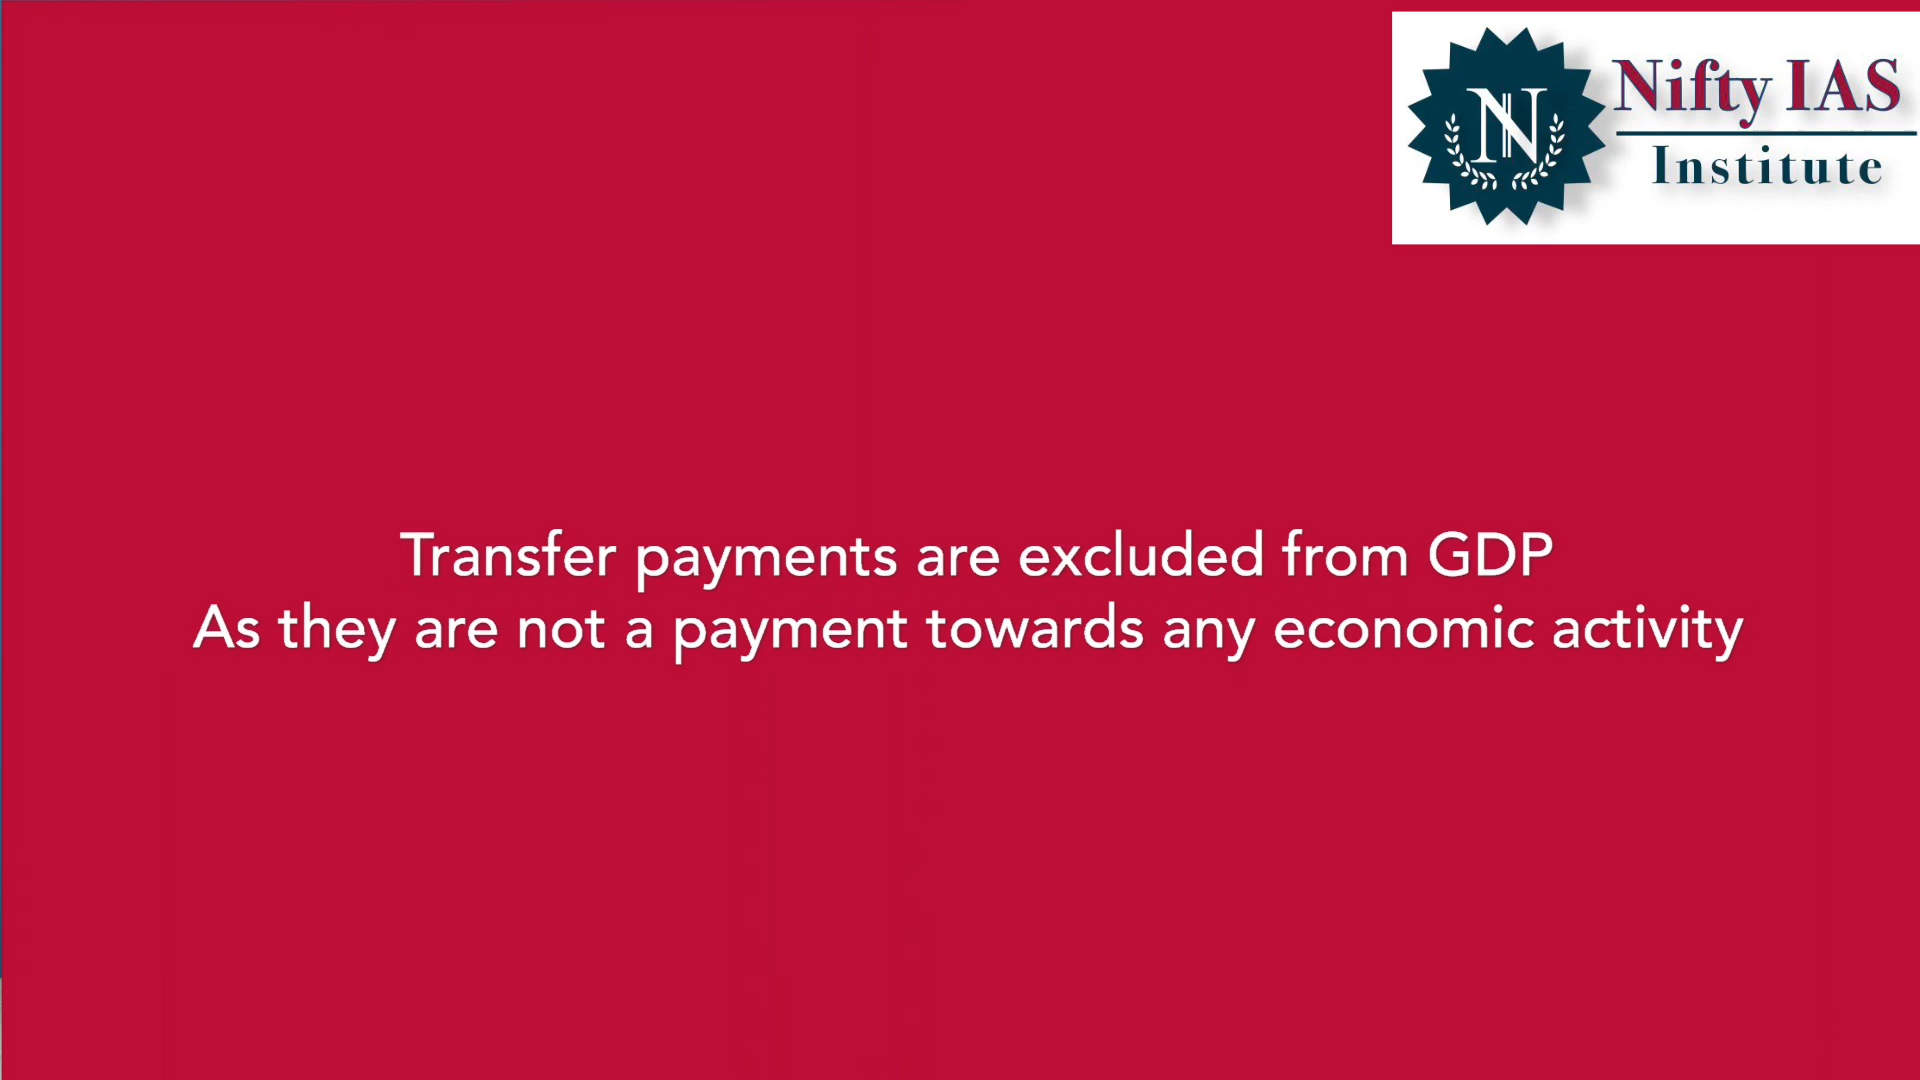 N
Nifty IAS
Institute
Transfer payments are excluded from GDP
As they are not a payment towards any economic activity